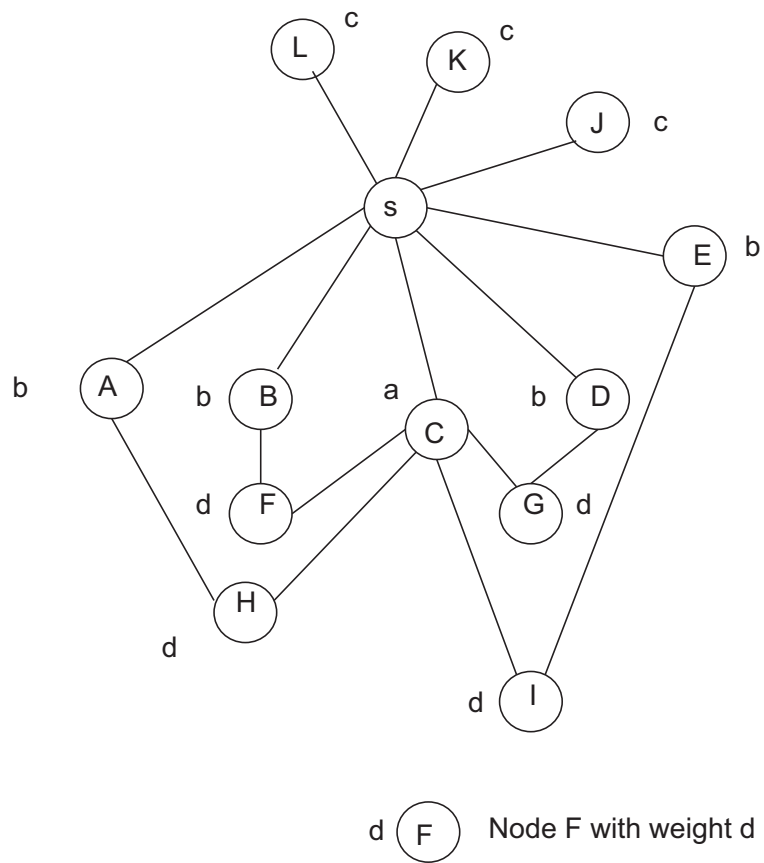 L c
K c
J c
s
E b
b A
b B
a
b D
C
d F
G d
H
d
d I
d F Node F with weight d